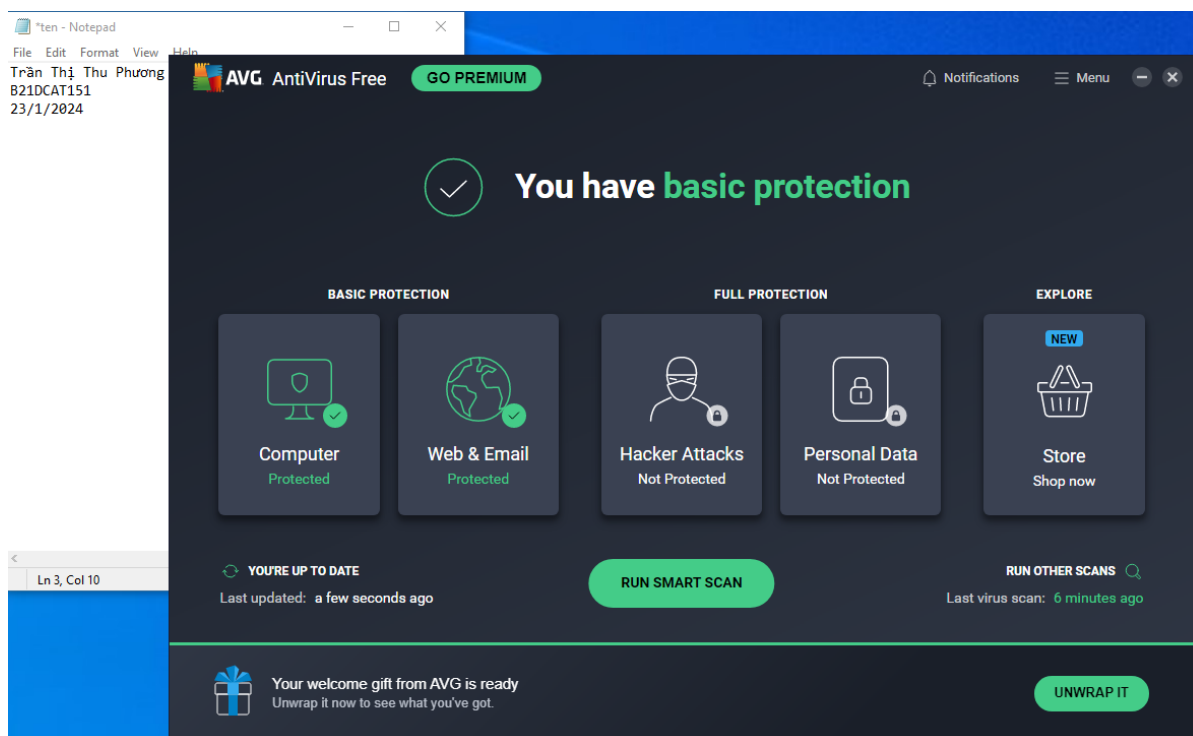 *ten - Notepad
File Edit Format View Help
Trần Thị Thu Phương
B21DCAT151
23/1/2024
Ln 3, Col 10
AVG AntiVirus Free
GO PREMIUM
Notifications
Menu
You have basic protection
BASIC PROTECTION
Computer
Protected
Web & Email
Protected
FULL PROTECTION
Hacker Attacks
Not Protected
Personal Data
Not Protected
EXPLORE
NEW
Store
Shop now
YOU'RE UP TO DATE
Last updated: a few seconds ago
RUN SMART SCAN
RUN OTHER SCANS
Last virus scan: 6 minutes ago
Your welcome gift from AVG is ready
Unwrap it now to see what you've got.
UNWRAP IT